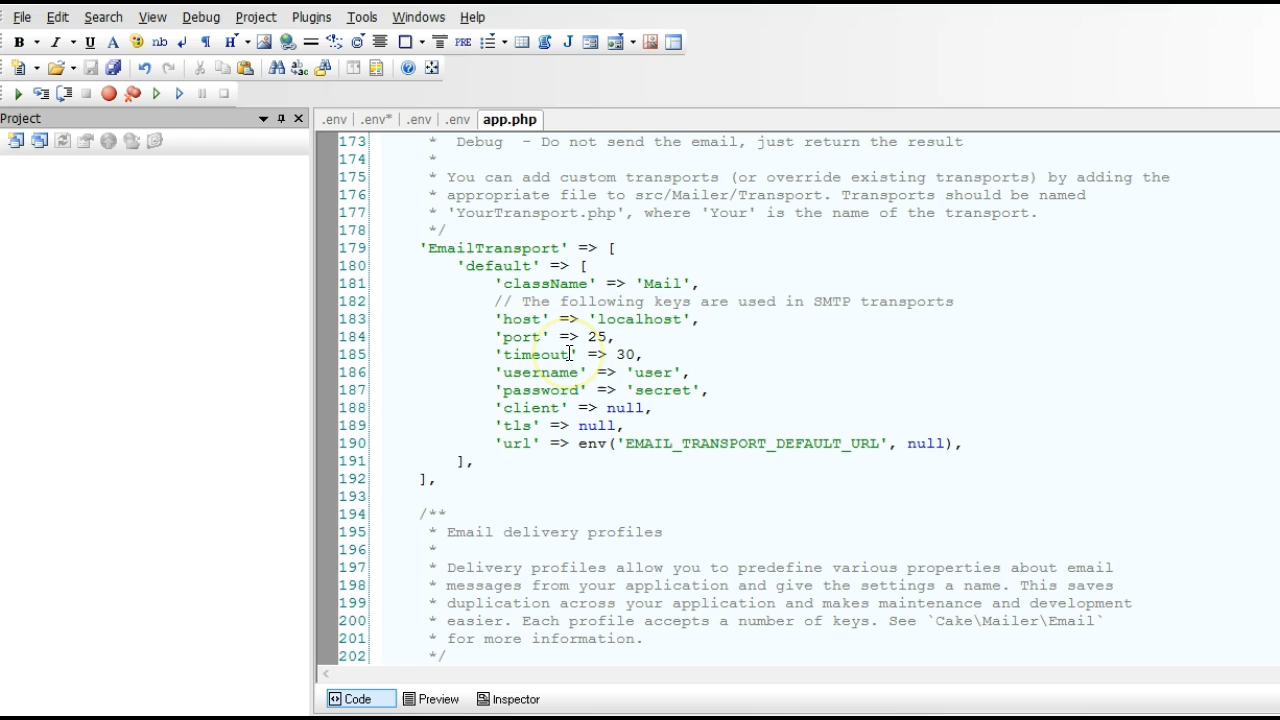 File Edit Search View Debug Project Plugins Tools Windows Help
B I U A nb ¶ H PRE J
Project
.env .env* .env .env app.php
173 * Debug - Do not send the email, just return the result
174 *
175 * You can add custom transports (or override existing transports) by adding the
176 * appropriate file to src/Mailer/Transport. Transports should be named
177 * 'YourTransport.php', where 'Your' is the name of the transport.
178 */
179 'EmailTransport' => [
180 'default' => [
181 'className' => 'Mail',
182 // The following keys are used in SMTP transports
183 'host' => 'localhost',
184 'port' => 25,
185 'timeout' => 30,
186 'username' => 'user',
187 'password' => 'secret',
188 'client' => null,
189 'tls' => null,
190 'url' => env('EMAIL_TRANSPORT_DEFAULT_URL', null),
191 ],
192 ],
193
194 /**
195 * Email delivery profiles
196 *
197 * Delivery profiles allow you to predefine various properties about email
198 * messages from your application and give the settings a name. This saves
199 * duplication across your application and makes maintenance and development
200 * easier. Each profile accepts a number of keys. See `Cake\Mailer\Email`
201 * for more information.
202 */
Code Preview Inspector